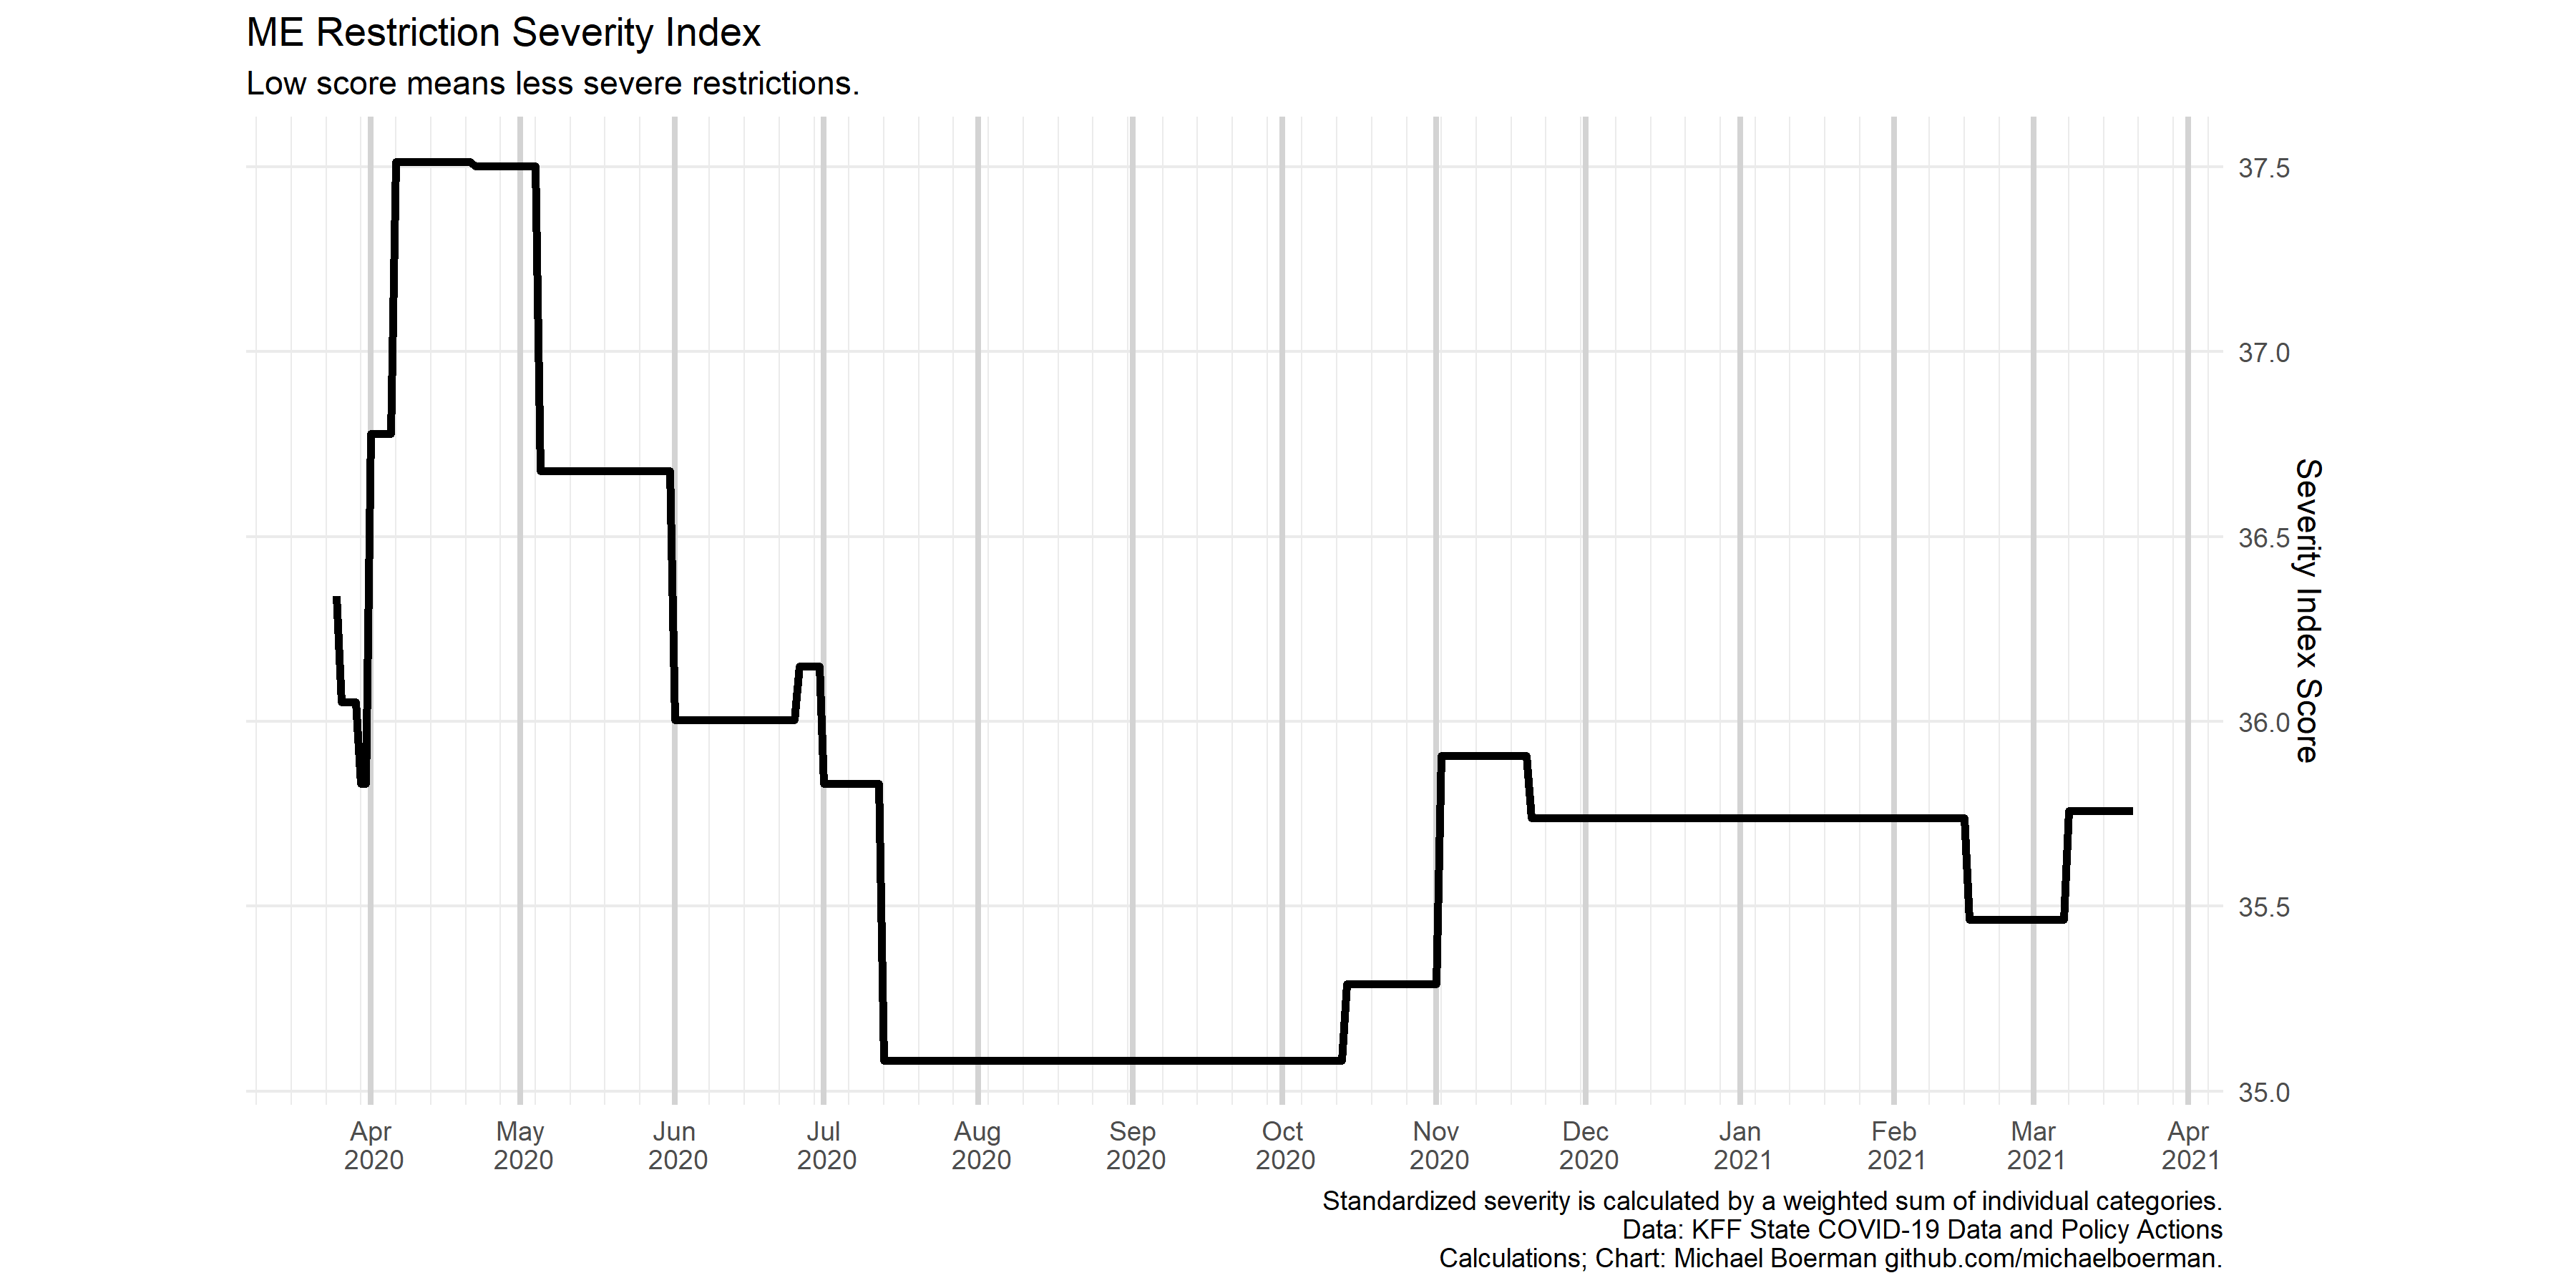 ME Restriction Severity Index
Low score means less severe restrictions.
37.5
37.0
36.5
36.0
35.5
35.0
Severity Index Score
Apr
2020
May
2020
Jun
2020
Jul
2020
Aug
2020
Sep
2020
Oct
2020
Nov
2020
Dec
2020
Jan
2021
Feb
2021
Mar
2021
Apr
2021
Standardized severity is calculated by a weighted sum of individual categories.
Data: KFF State COVID-19 Data and Policy Actions
Calculations; Chart: Michael Boerman github.com/michaelboerman.